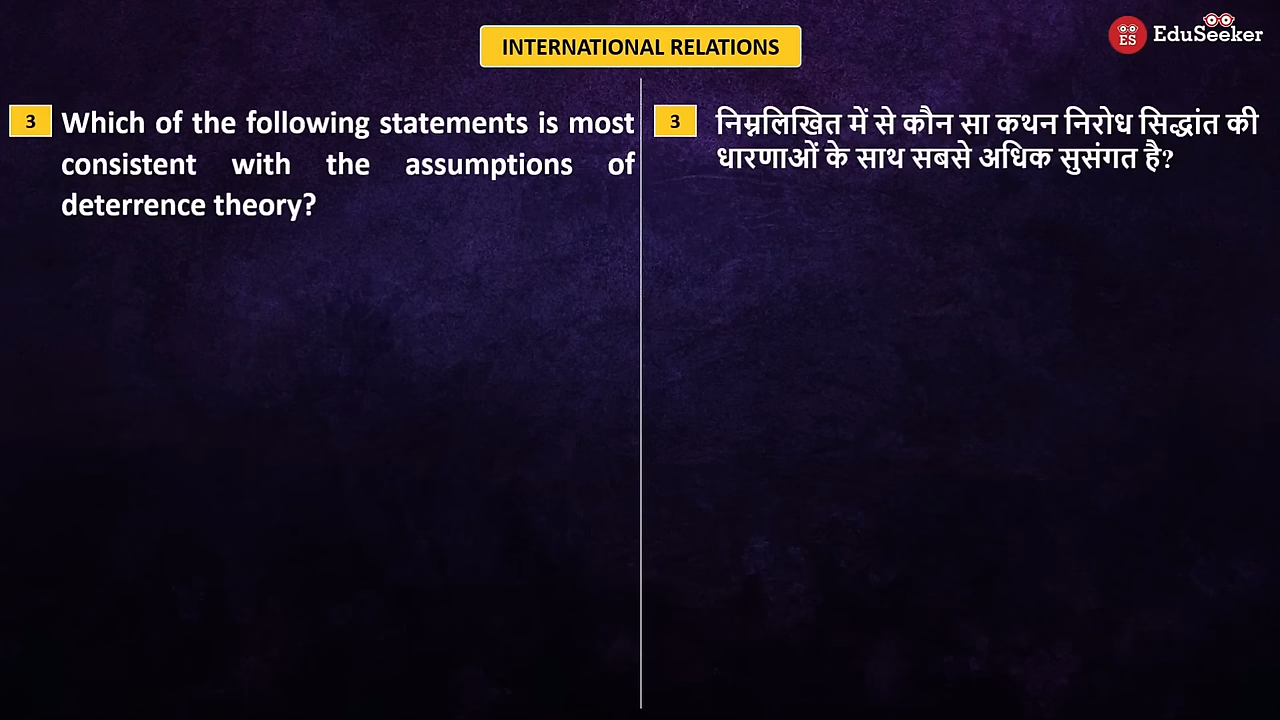 INTERNATIONAL RELATIONS
ES EduSeeker
3 Which of the following statements is most
consistent with the assumptions of
deterrence theory?
3 निम्नलिखित में से कौन सा कथन निरोध सिद्धांत की
धारणाओं के साथ सबसे अधिक सुसंगत है?